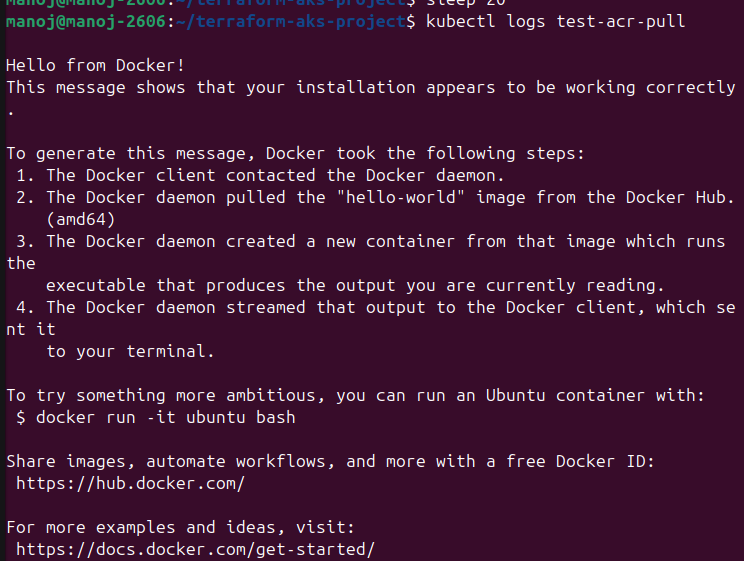 manoj@manoj-2606:~/terraform-aks-project$ sleep 20
manoj@manoj-2606:~/terraform-aks-project$ kubectl logs test-acr-pull
Hello from Docker!
This message shows that your installation appears to be working correctly
.
To generate this message, Docker took the following steps:
 1. The Docker client contacted the Docker daemon.
 2. The Docker daemon pulled the "hello-world" image from the Docker Hub.
    (amd64)
 3. The Docker daemon created a new container from that image which runs
the
    executable that produces the output you are currently reading.
 4. The Docker daemon streamed that output to the Docker client, which se
nt it
    to your terminal.
To try something more ambitious, you can run an Ubuntu container with:
 $ docker run -it ubuntu bash
Share images, automate workflows, and more with a free Docker ID:
 https://hub.docker.com/
For more examples and ideas, visit:
 https://docs.docker.com/get-started/